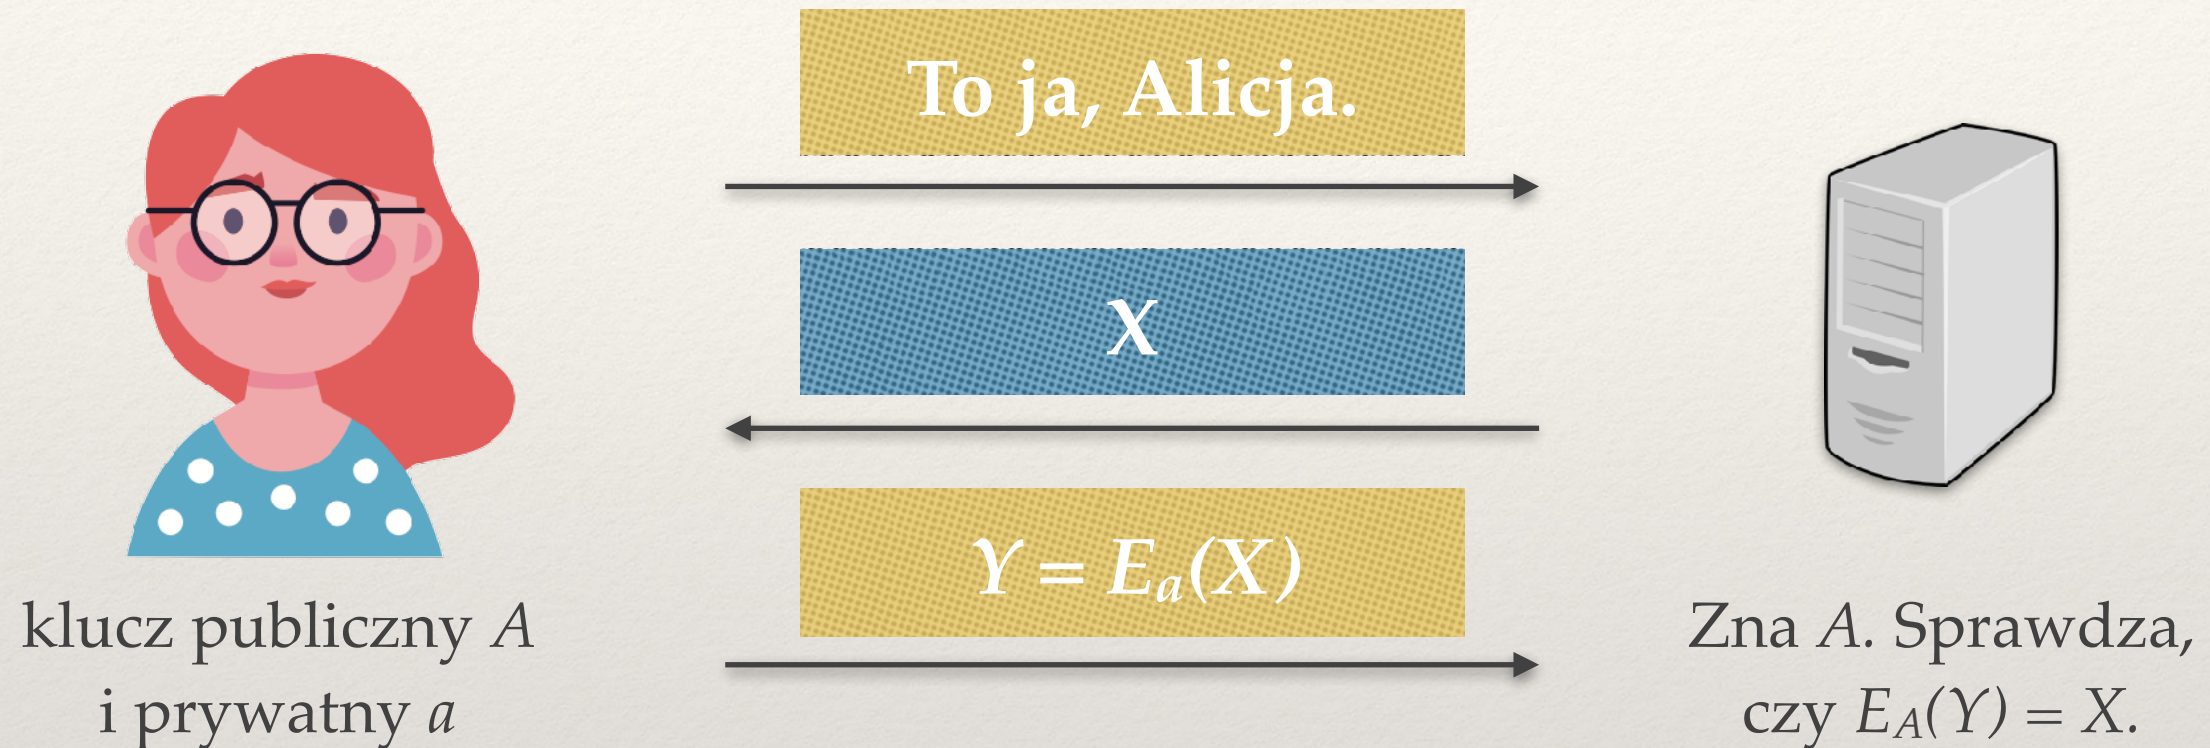 To ja, Alicja.
X
Y = Eₐ(X)
klucz publiczny A
i prywatny a
Zna A. Sprawdza,
czy E_A(Y) = X.